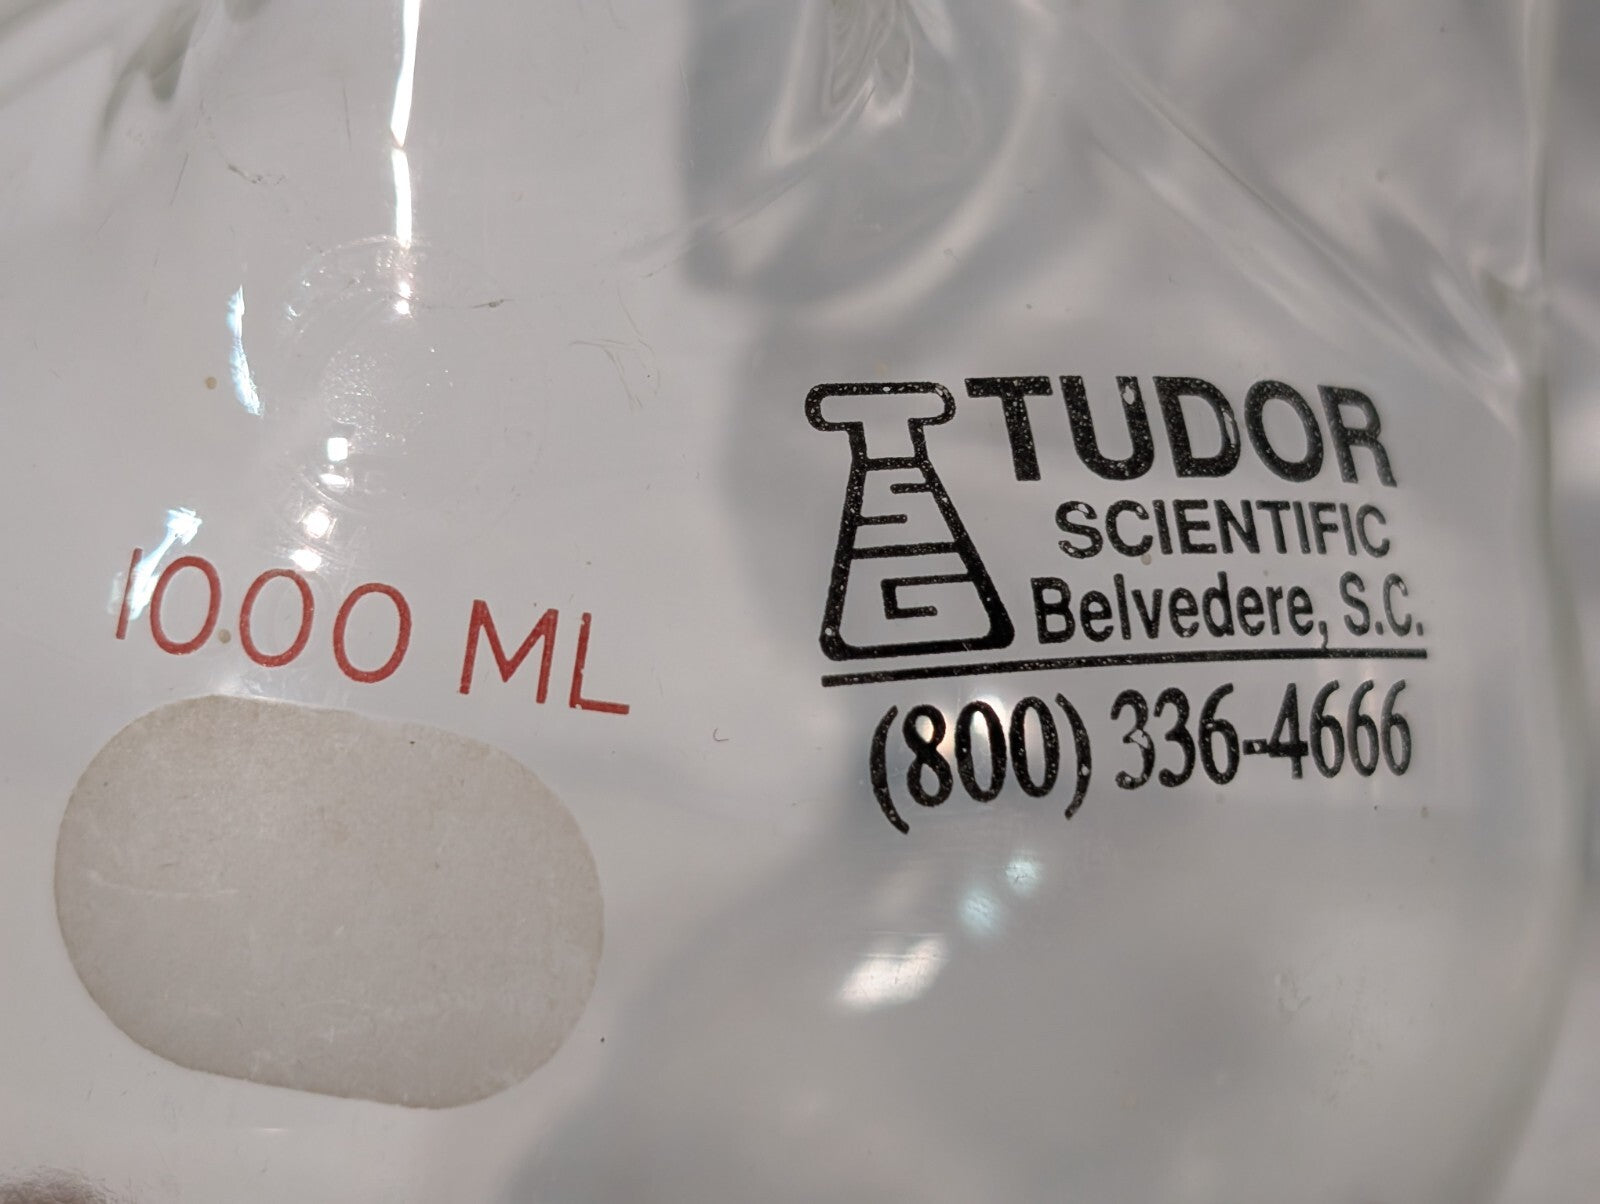 1000 ML
TUDOR
SCIENTIFIC
Belvedere, S.C.
(800) 336-4666